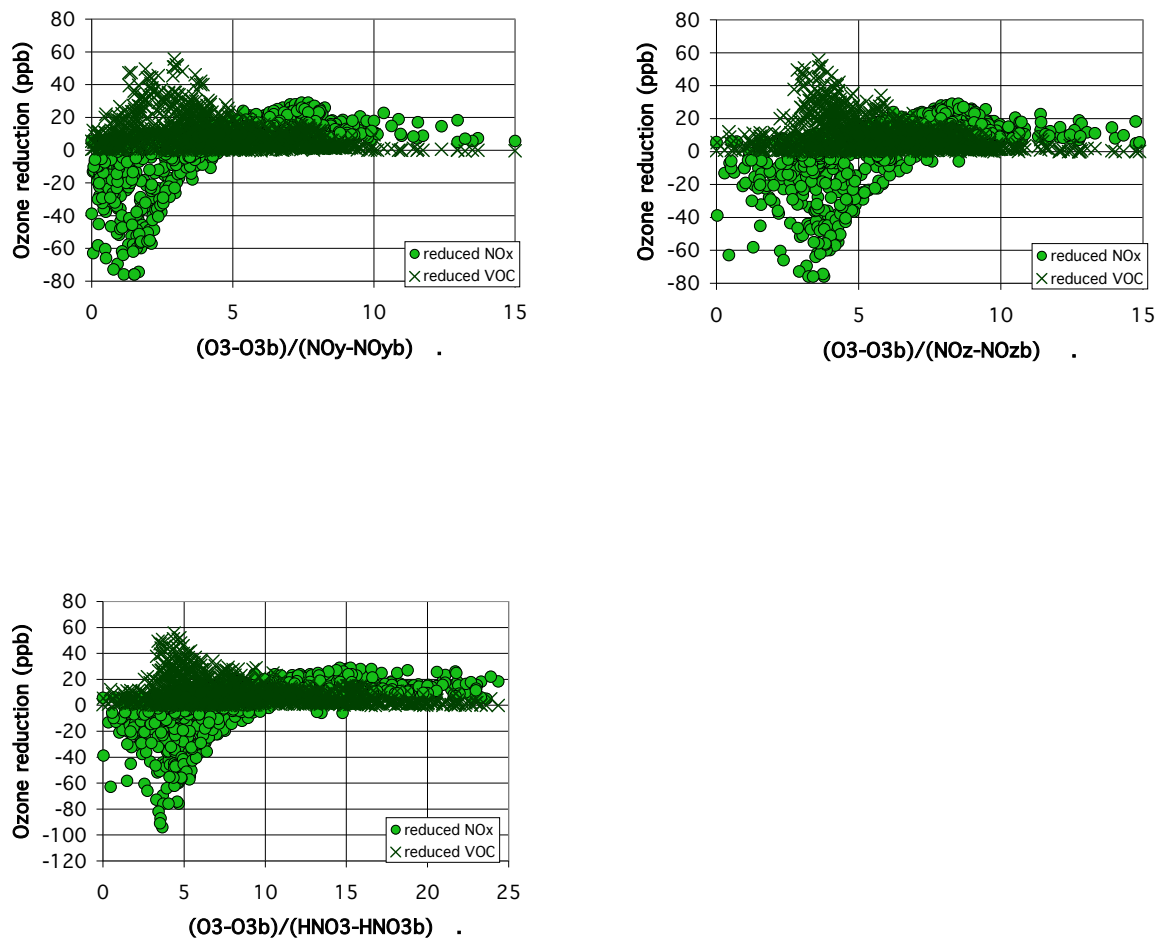 80
60
40
20
0
-20
-40
-60
-80
Ozone reduction (ppb)
reduced NOx
reduced VOC
0 5 10 15
(O3-O3b)/(NOy-NOyb) .
80
60
40
20
0
-20
-40
-60
-80
Ozone reduction (ppb)
reduced NOx
reduced VOC
0 5 10 15
(O3-O3b)/(NOz-NOzb) .
80
60
40
20
0
-20
-40
-60
-80
-100
-120
Ozone reduction (ppb)
reduced NOx
reduced VOC
0 5 10 15 20 25
(O3-O3b)/(HNO3-HNO3b) .